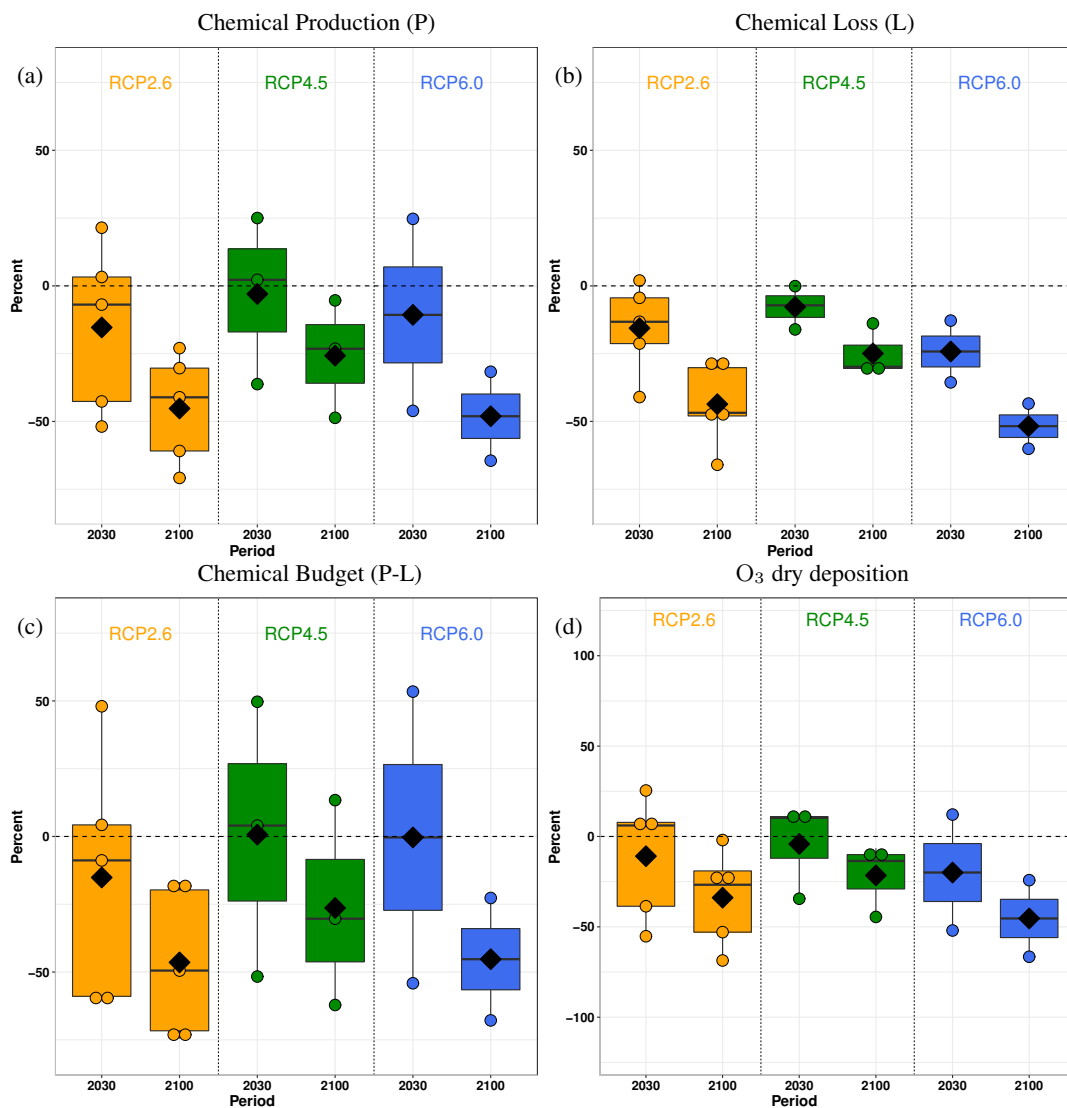 Chemical Production (P)
(a)
RCP2.6 RCP4.5 RCP6.0
50
0
−50
Percent
2030 2100 2030 2100 2030 2100
Period
Chemical Loss (L)
(b)
RCP2.6 RCP4.5 RCP6.0
50
0
−50
Percent
2030 2100 2030 2100 2030 2100
Period
Chemical Budget (P-L)
(c)
RCP2.6 RCP4.5 RCP6.0
50
0
−50
Percent
2030 2100 2030 2100 2030 2100
Period
O₃ dry deposition
(d)
RCP2.6 RCP4.5 RCP6.0
100
50
0
−50
−100
Percent
2030 2100 2030 2100 2030 2100
Period